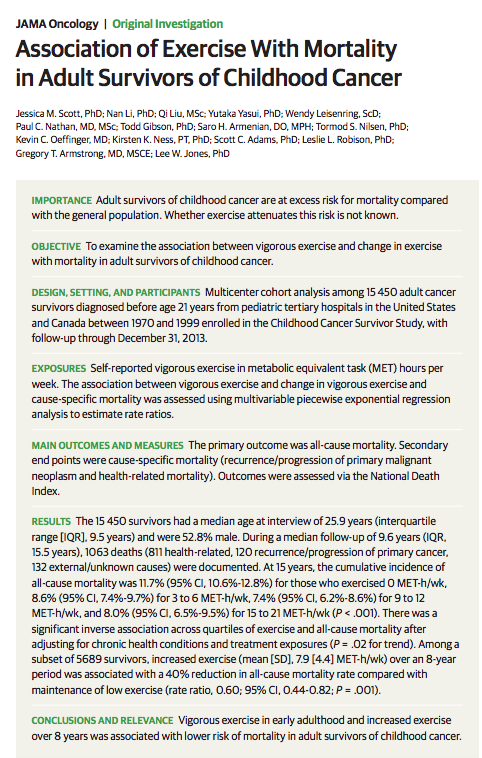 JAMA Oncology | Original Investigation
Association of Exercise With Mortality
in Adult Survivors of Childhood Cancer
Jessica M. Scott, PhD; Nan Li, PhD; Qi Liu, MSc; Yutaka Yasui, PhD; Wendy Leisenring, ScD;
Paul C. Nathan, MD, MSc; Todd Gibson, PhD; Saro H. Armenian, DO, MPH; Tormod S. Nilsen, PhD;
Kevin C. Oeffinger, MD; Kirsten K. Ness, PT, PhD; Scott C. Adams, PhD; Leslie L. Robison, PhD;
Gregory T. Armstrong, MD, MSCE; Lee W. Jones, PhD
IMPORTANCE Adult survivors of childhood cancer are at excess risk for mortality compared
with the general population. Whether exercise attenuates this risk is not known.
OBJECTIVE To examine the association between vigorous exercise and change in exercise
with mortality in adult survivors of childhood cancer.
DESIGN, SETTING, AND PARTICIPANTS Multicenter cohort analysis among 15 450 adult cancer
survivors diagnosed before age 21 years from pediatric tertiary hospitals in the United States
and Canada between 1970 and 1999 enrolled in the Childhood Cancer Survivor Study, with
follow-up through December 31, 2013.
EXPOSURES Self-reported vigorous exercise in metabolic equivalent task (MET) hours per
week. The association between vigorous exercise and change in vigorous exercise and
cause-specific mortality was assessed using multivariable piecewise exponential regression
analysis to estimate rate ratios.
MAIN OUTCOMES AND MEASURES The primary outcome was all-cause mortality. Secondary
end points were cause-specific mortality (recurrence/progression of primary malignant
neoplasm and health-related mortality). Outcomes were assessed via the National Death
Index.
RESULTS The 15 450 survivors had a median age at interview of 25.9 years (interquartile
range [IQR], 9.5 years) and were 52.8% male. During a median follow-up of 9.6 years (IQR,
15.5 years), 1063 deaths (811 health-related, 120 recurrence/progression of primary cancer,
132 external/unknown causes) were documented. At 15 years, the cumulative incidence of
all-cause mortality was 11.7% (95% CI, 10.6%-12.8%) for those who exercised 0 MET-h/wk,
8.6% (95% CI, 7.4%-9.7%) for 3 to 6 MET-h/wk, 7.4% (95% CI, 6.2%-8.6%) for 9 to 12
MET-h/wk, and 8.0% (95% CI, 6.5%-9.5%) for 15 to 21 MET-h/wk (P < .001). There was a
significant inverse association across quartiles of exercise and all-cause mortality after
adjusting for chronic health conditions and treatment exposures (P = .02 for trend). Among a
subset of 5689 survivors, increased exercise (mean [SD], 7.9 [4.4] MET-h/wk) over an 8-year
period was associated with a 40% reduction in all-cause mortality rate compared with
maintenance of low exercise (rate ratio, 0.60; 95% CI, 0.44-0.82; P = .001).
CONCLUSIONS AND RELEVANCE Vigorous exercise in early adulthood and increased exercise
over 8 years was associated with lower risk of mortality in adult survivors of childhood cancer.